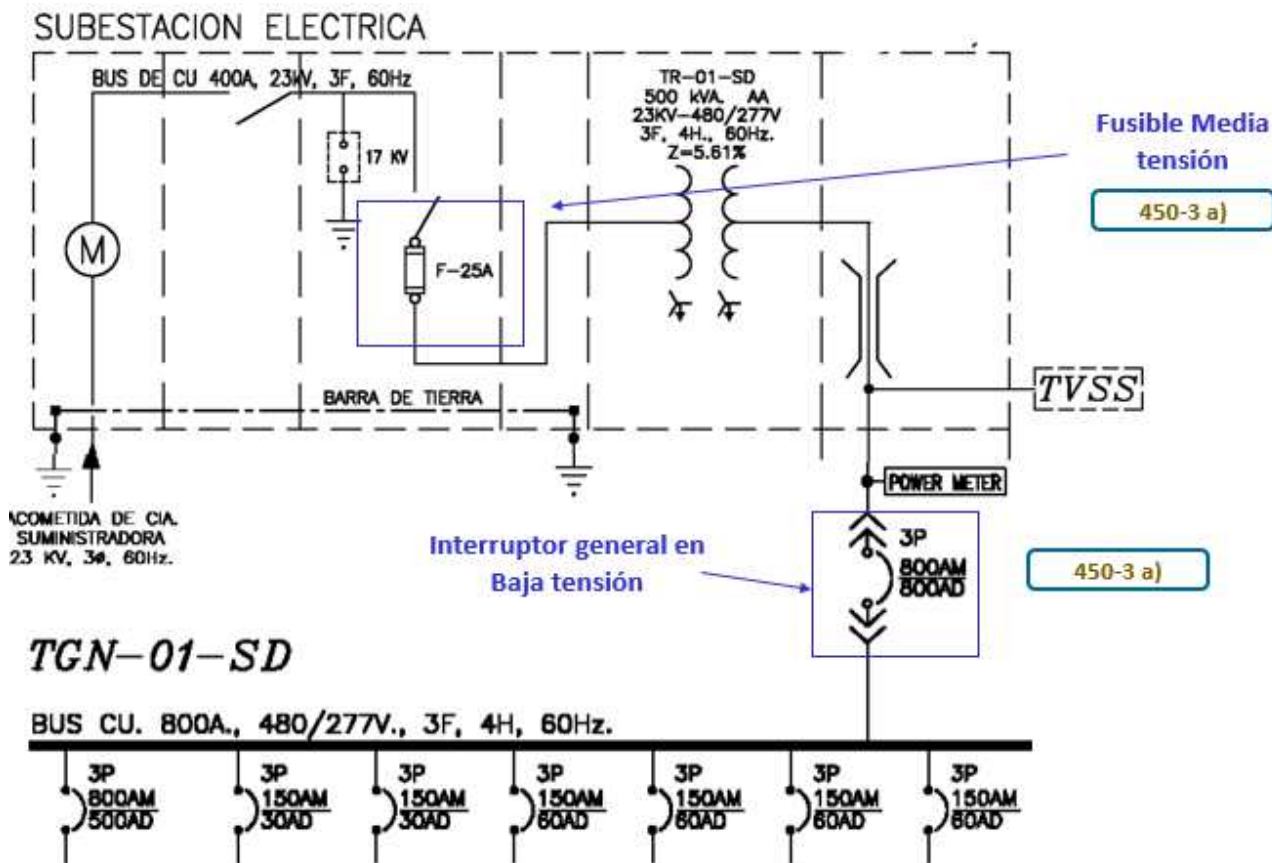 SUBESTACION ELECTRICA
BUS DE CU 400A, 23kV, 3F, 60Hz
17 KV
F-25A
TR-01-SD
500 kVA. AA
23KV-480/277V
3F, 4H., 60Hz.
Z=5.61%
Fusible Media
tensión
450-3 a)
M
BARRA DE TIERRA
TVSS
POWER METER
ACOMETIDA DE CIA.
SUMINISTRADORA
23 KV, 3ø, 60Hz.
Interruptor general en
Baja tensión
3P
800AM
800AD
450-3 a)
TGN-01-SD
BUS CU. 800A., 480/277V., 3F, 4H, 60Hz.
3P
800AM
500AD
3P
150AM
30AD
3P
150AM
30AD
3P
150AM
60AD
3P
150AM
60AD
3P
150AM
60AD
3P
150AM
60AD